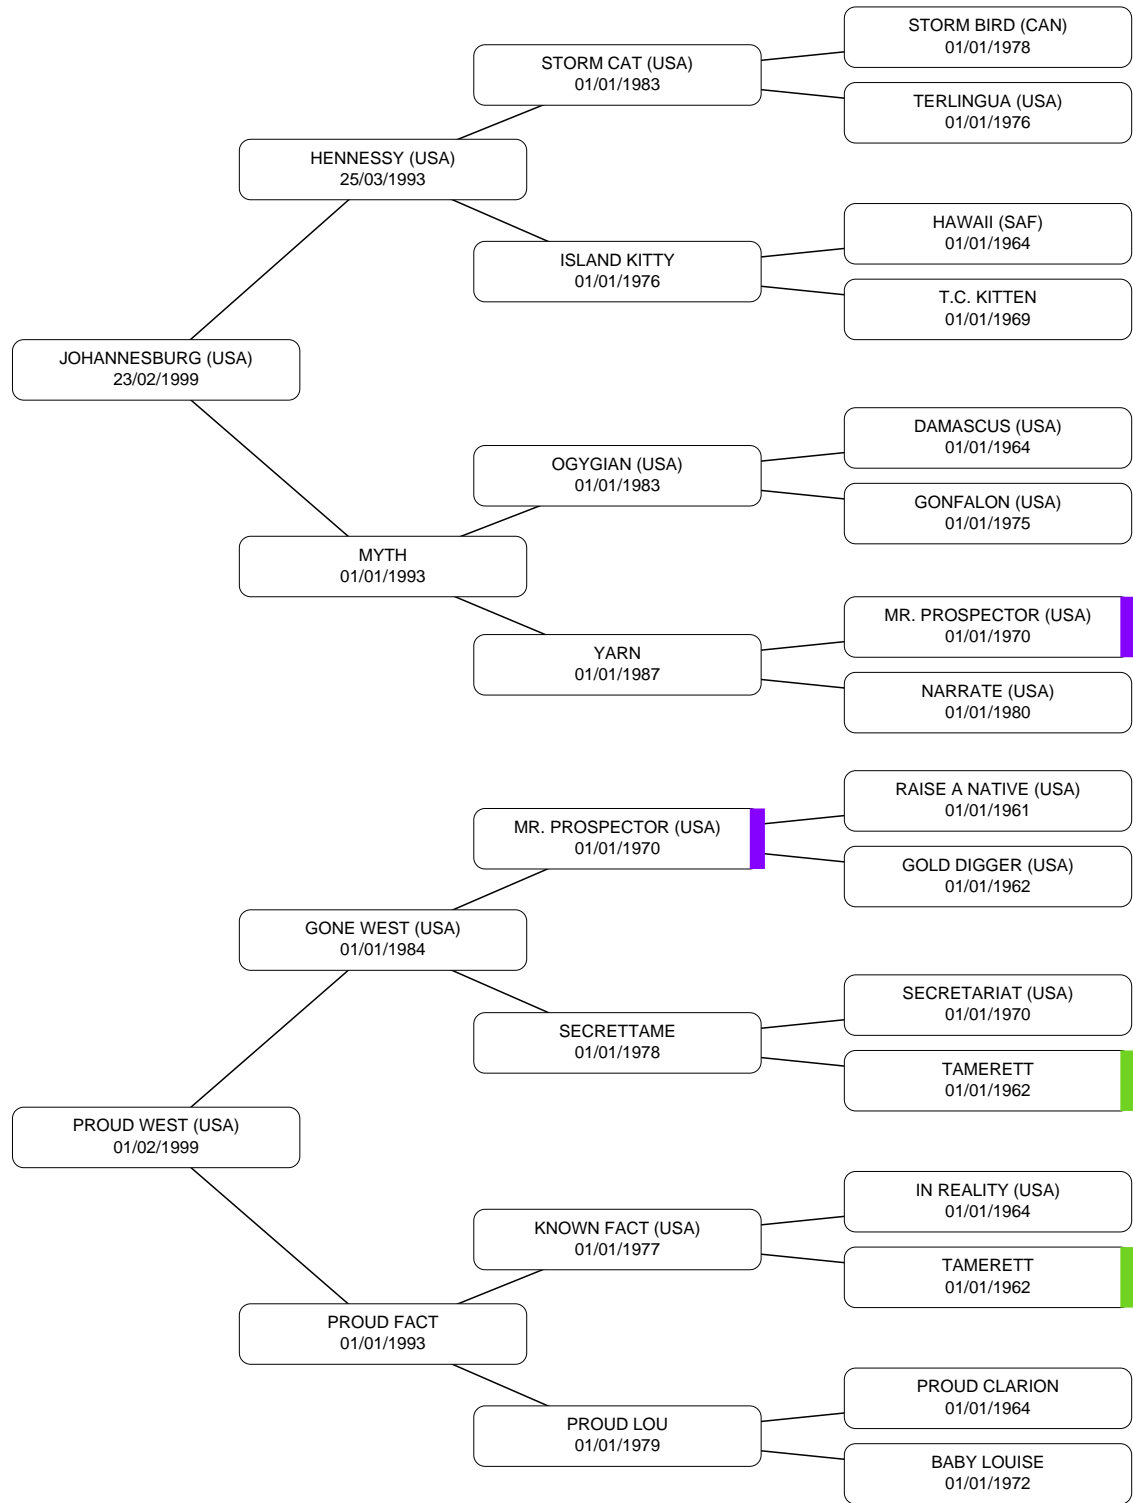 STORM BIRD (CAN)
01/01/1978
STORM CAT (USA)
01/01/1983
TERLINGUA (USA)
01/01/1976
HENNESSY (USA)
25/03/1993
HAWAII (SAF)
01/01/1964
ISLAND KITTY
01/01/1976
T.C. KITTEN
01/01/1969
JOHANNESBURG (USA)
23/02/1999
DAMASCUS (USA)
01/01/1964
OGYGIAN (USA)
01/01/1983
GONFALON (USA)
01/01/1975
MYTH
01/01/1993
MR. PROSPECTOR (USA)
01/01/1970
YARN
01/01/1987
NARRATE (USA)
01/01/1980
RAISE A NATIVE (USA)
01/01/1961
MR. PROSPECTOR (USA)
01/01/1970
GOLD DIGGER (USA)
01/01/1962
GONE WEST (USA)
01/01/1984
SECRETARIAT (USA)
01/01/1970
SECRETTAME
01/01/1978
TAMERETT
01/01/1962
PROUD WEST (USA)
01/02/1999
IN REALITY (USA)
01/01/1964
KNOWN FACT (USA)
01/01/1977
TAMERETT
01/01/1962
PROUD FACT
01/01/1993
PROUD CLARION
01/01/1964
PROUD LOU
01/01/1979
BABY LOUISE
01/01/1972